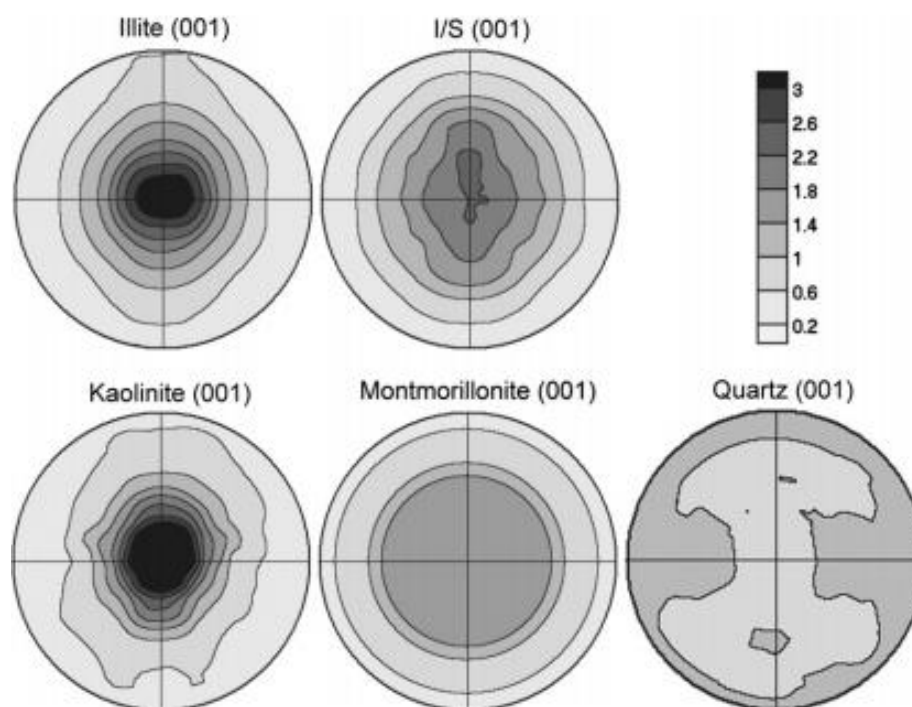 Illite (001)
I/S (001)
3
2.6
2.2
1.8
1.4
1
0.6
0.2
Kaolinite (001)
Montmorillonite (001)
Quartz (001)